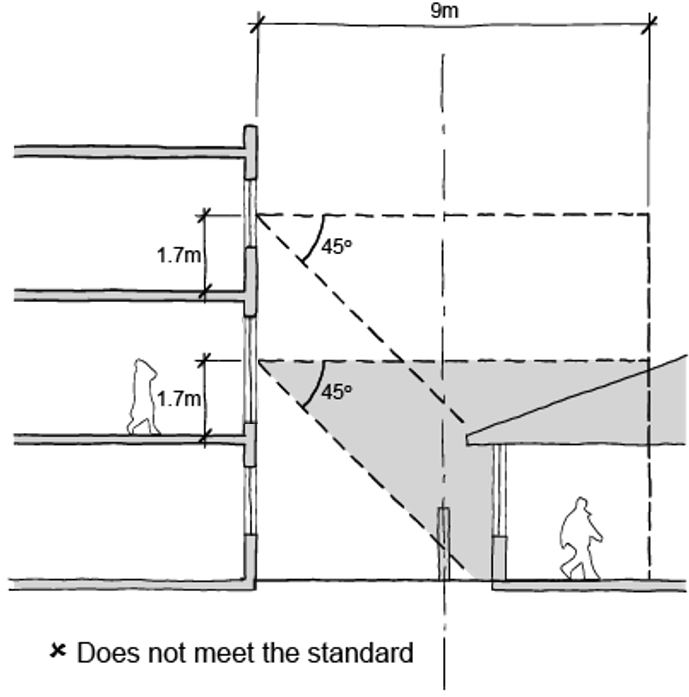 9m
45°
1.7m
45°
1.7m
× Does not meet the standard